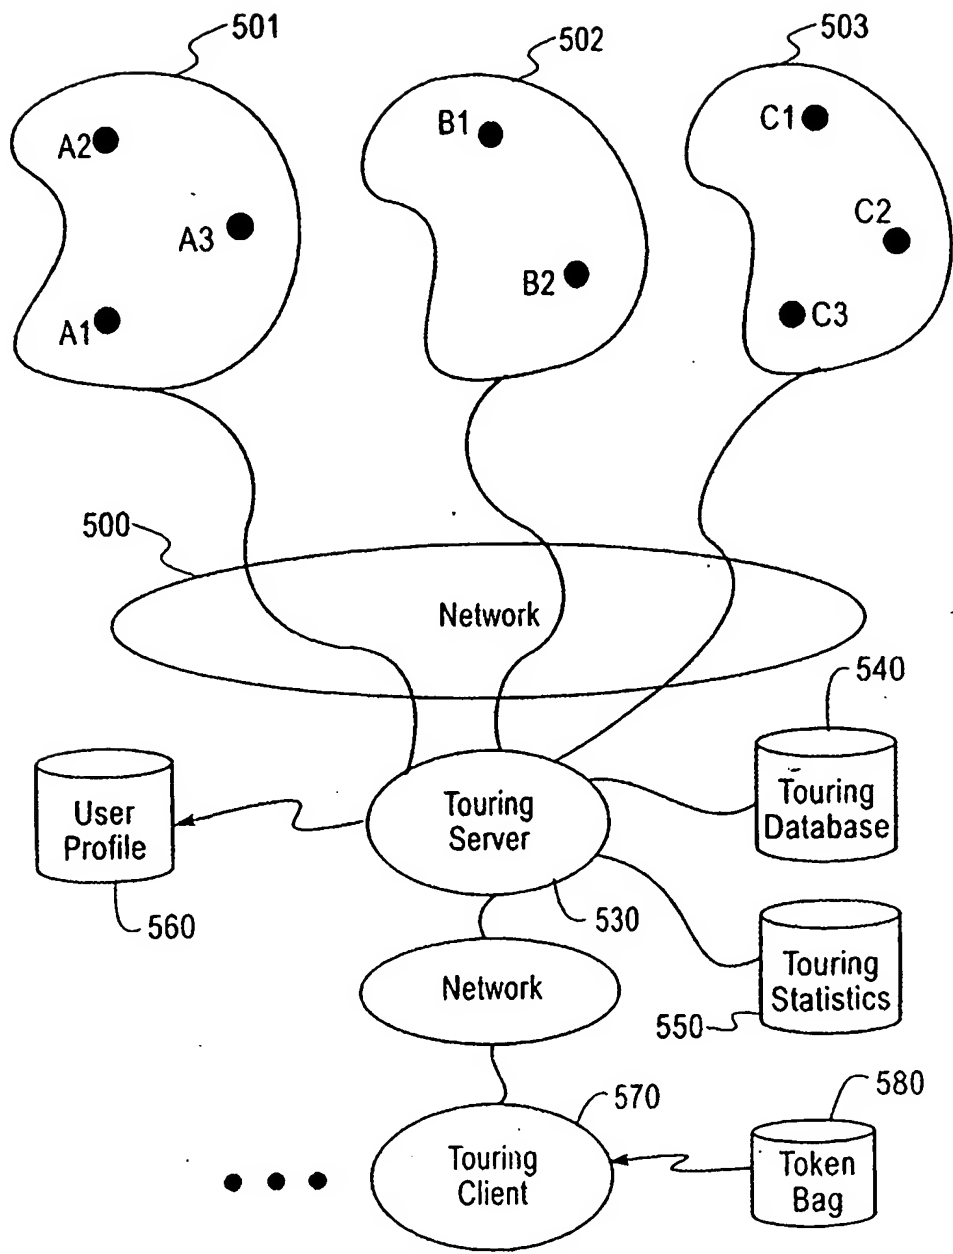 501
502
503
A2
A3
A1
B1
B2
C1
C2
C3
500
Network
540
User
Profile
560
Touring
Server
530
Touring
Database
Network
Touring
Statistics
550
570
Touring
Client
580
Token
Bag